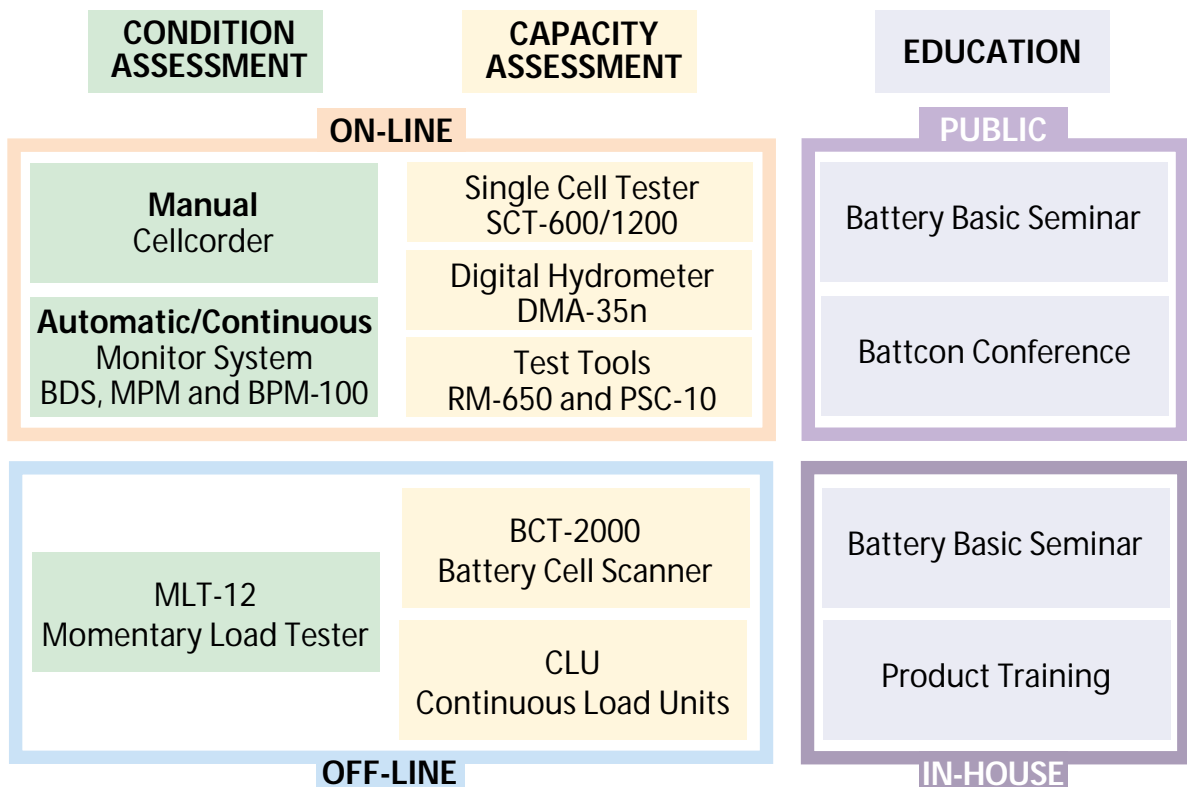 CONDITION
ASSESSMENT
CAPACITY
ASSESSMENT
EDUCATION
ON-LINE
Manual
Cellcorder
Automatic/Continuous
Monitor System
BDS, MPM and BPM-100
Single Cell Tester
SCT-600/1200
Digital Hydrometer
DMA-35n
Test Tools
RM-650 and PSC-10
PUBLIC
Battery Basic Seminar
Battcon Conference
MLT-12
Momentary Load Tester
BCT-2000
Battery Cell Scanner
CLU
Continuous Load Units
OFF-LINE
Battery Basic Seminar
Product Training
IN-HOUSE